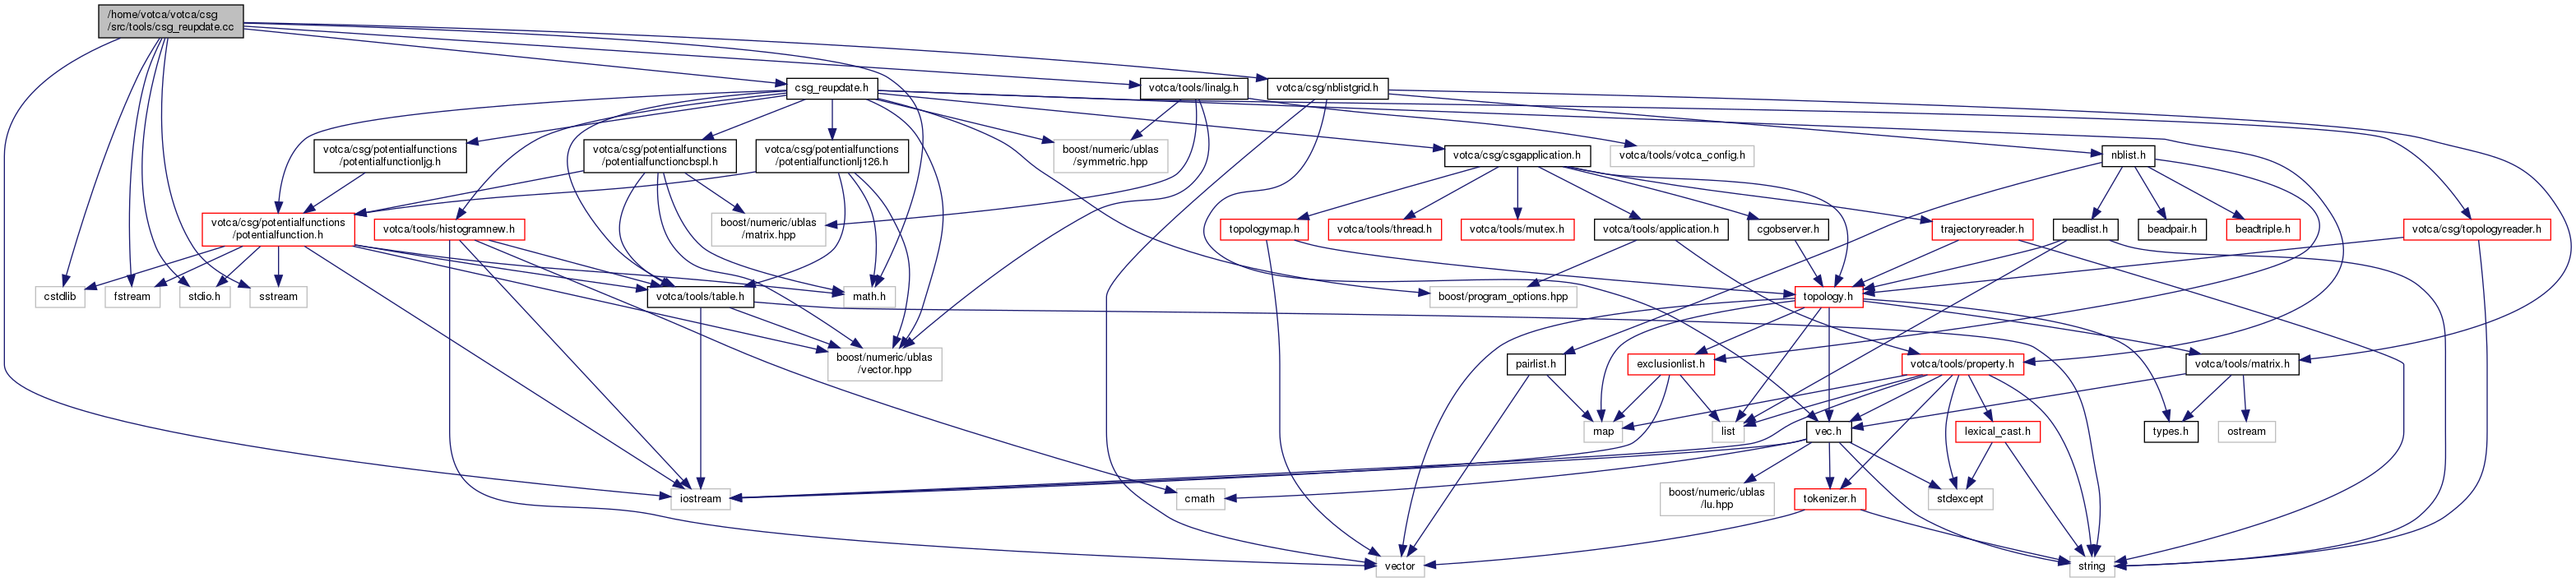 /home/votca/votca/csg
/src/tools/csg_reupdate.cc
csg_reupdate.h
votca/tools/linalg.h
votca/csg/nblistgrid.h
votca/csg/potentialfunctions
/potentialfunctionljg.h
votca/csg/potentialfunctions
/potentialfunctioncbspl.h
votca/csg/potentialfunctions
/potentialfunctionlj126.h
boost/numeric/ublas
/symmetric.hpp
votca/csg/csgapplication.h
votca/tools/votca_config.h
nblist.h
votca/csg/potentialfunctions
/potentialfunction.h
votca/tools/histogramnew.h
boost/numeric/ublas
/matrix.hpp
topologymap.h
votca/tools/thread.h
votca/tools/mutex.h
votca/tools/application.h
cgobserver.h
trajectoryreader.h
beadlist.h
beadpair.h
beadtriple.h
votca/csg/topologyreader.h
cstdlib
fstream
stdio.h
sstream
votca/tools/table.h
math.h
boost/program_options.hpp
topology.h
boost/numeric/ublas
/vector.hpp
pairlist.h
exclusionlist.h
votca/tools/property.h
votca/tools/matrix.h
map
list
vec.h
lexical_cast.h
types.h
ostream
iostream
cmath
boost/numeric/ublas
/lu.hpp
tokenizer.h
stdexcept
vector
string